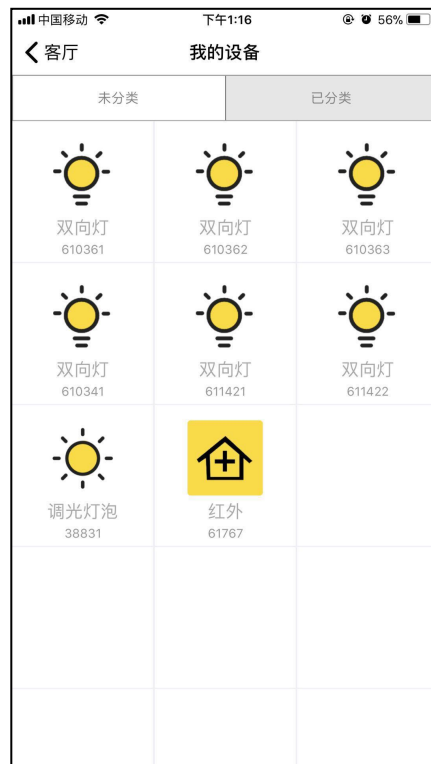 中国移动 下午1:16 56%
客厅 我的设备
未分类 已分类
双向灯 双向灯 双向灯
610361 610362 610363
双向灯 双向灯 双向灯
610341 611421 611422
调光灯泡 红外
38831 61767